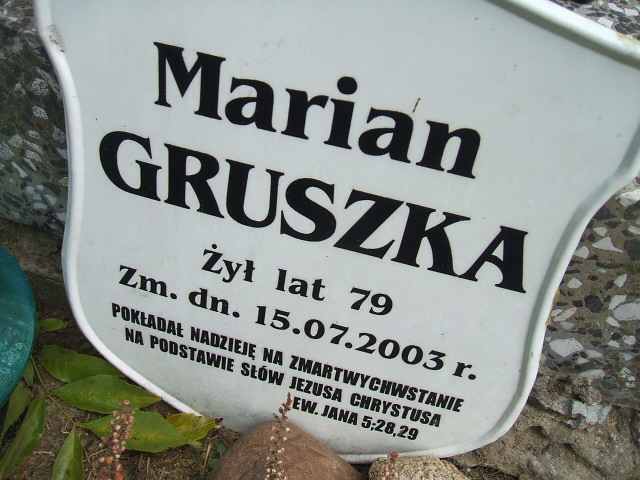 Marian
GRUSZKA
Żył lat 79
Zm. dn. 15.07.2003 r.
POKŁADAŁ NADZIEJĘ NA ZMARTWYCHWSTANIE
NA PODSTAWIE SŁÓW JEZUSA CHRYSTUSA
EW. JANA 5:28,29